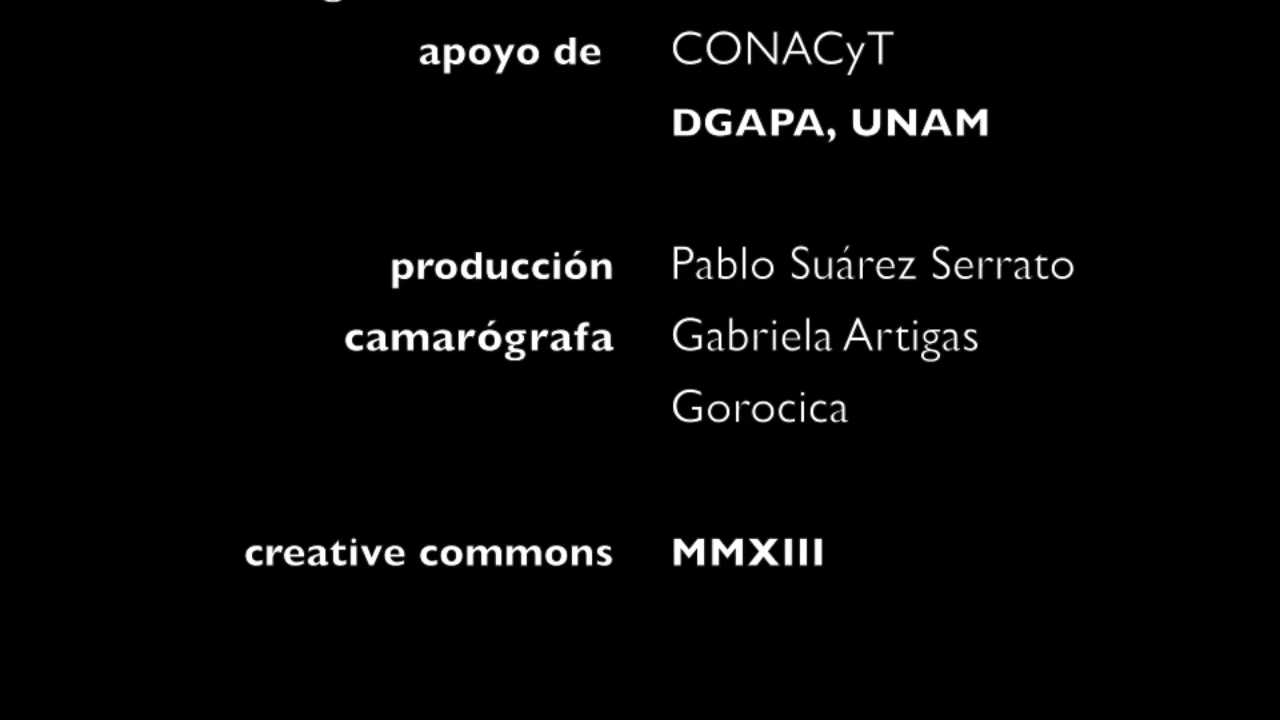 apoyo de CONACyT
DGAPA, UNAM
producción Pablo Suárez Serrato
camarógrafa Gabriela Artigas
Gorocica
creative commons MMXIII